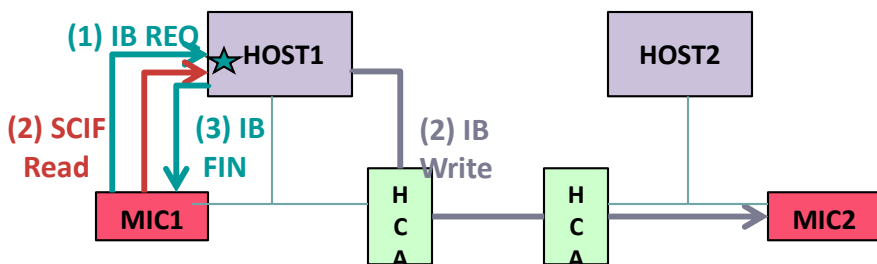 (1) IB REQ
HOST1
HOST2
(2) SCIF
Read
(3) IB
FIN
(2) IB
Write
MIC1
H
C
A
H
C
A
MIC2